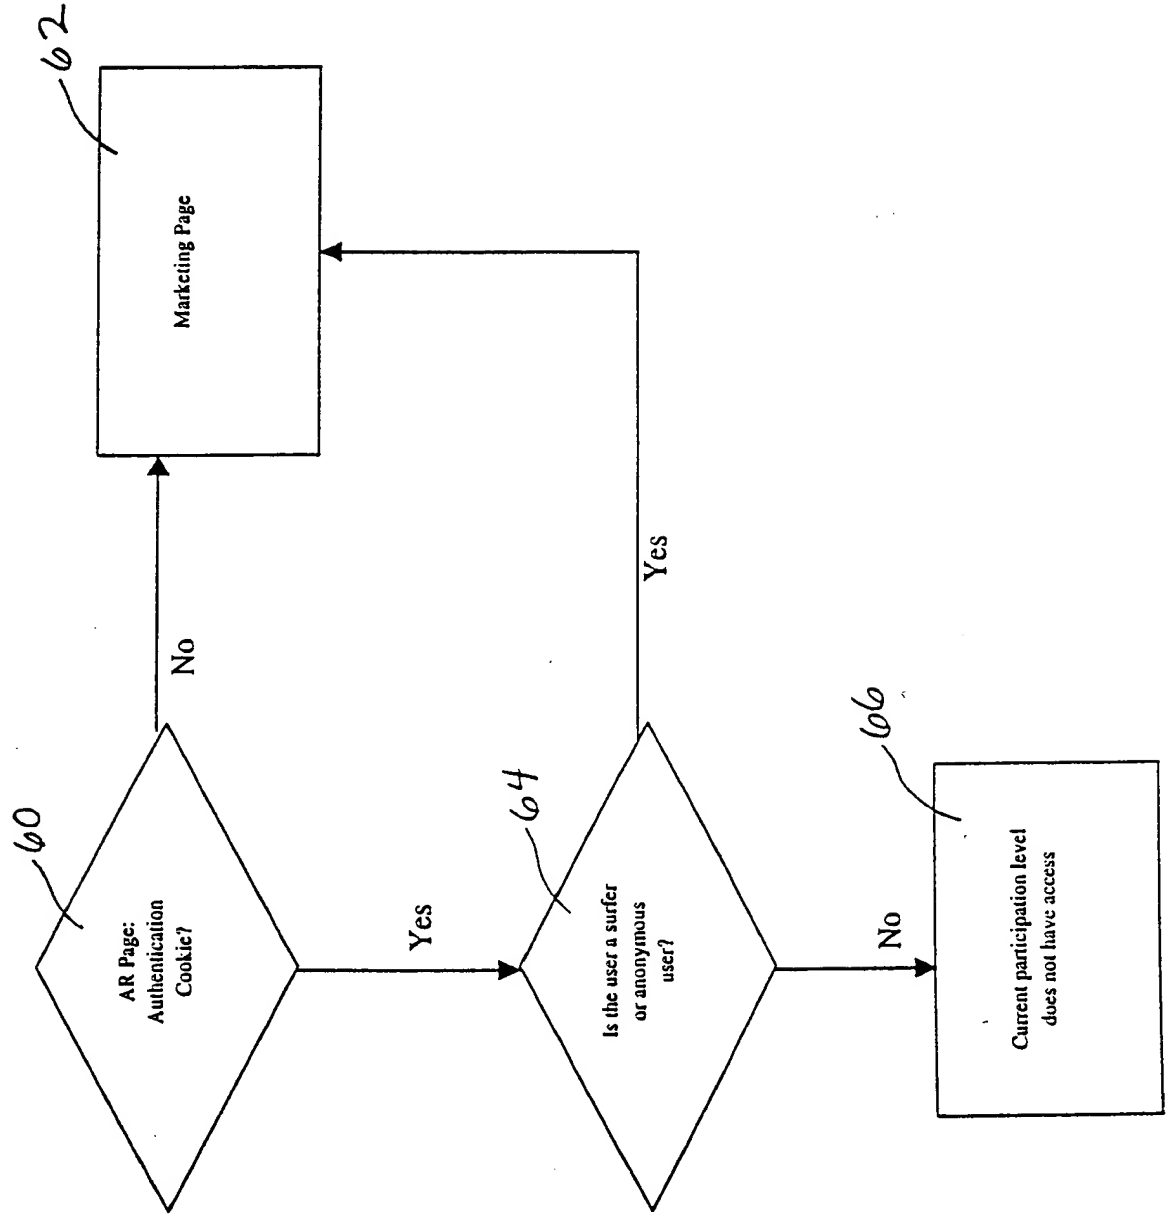 60
AR Page:
Authentication
Cookie?
No
62
Marketing Page
Yes
64
Is the user a surfer
or anonymous
user?
Yes
No
66
Current participation level
does not have access